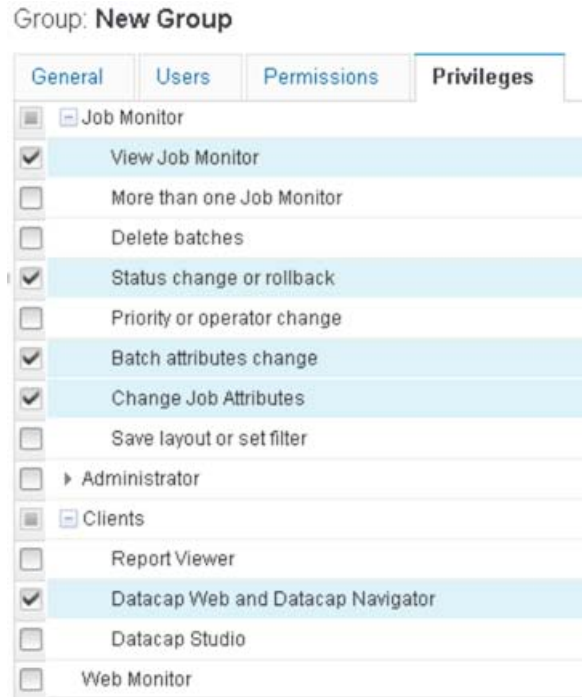 Group: New Group
General Users Permissions Privileges
Job Monitor
View Job Monitor
More than one Job Monitor
Delete batches
Status change or rollback
Priority or operator change
Batch attributes change
Change Job Attributes
Save layout or set filter
Administrator
Clients
Report Viewer
Datacap Web and Datacap Navigator
Datacap Studio
Web Monitor